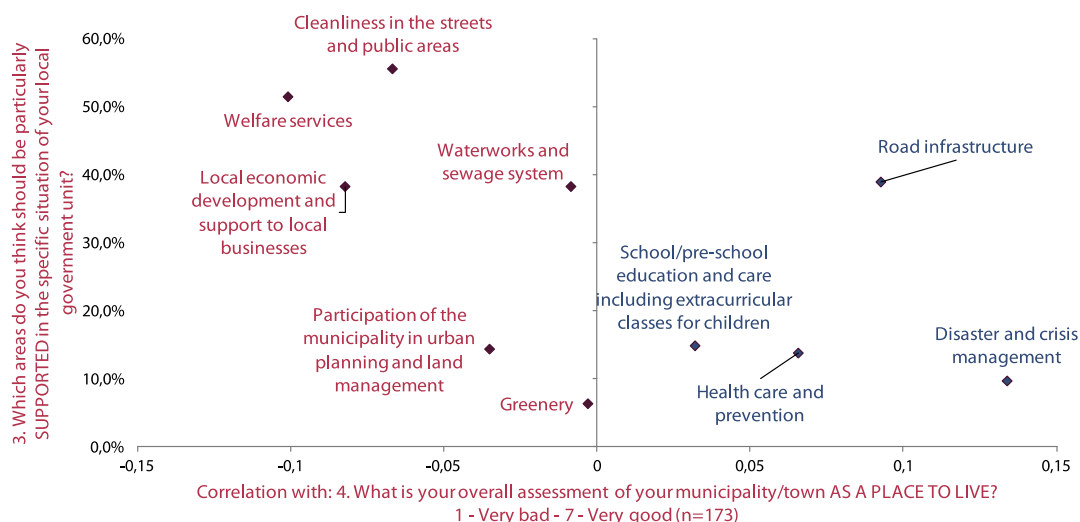 3. Which areas do you think should be particularly
SUPPORTED in the specific situation of your local
government unit?
60,0%
50,0%
40,0%
30,0%
20,0%
10,0%
0,0%
Cleanliness in the streets
and public areas
Welfare services
Local economic
development and
support to local
businesses
Waterworks and
sewage system
Road infrastructure
School/pre-school
education and care
including extracurricular
classes for children
Participation of the
municipality in urban
planning and land
management
Disaster and crisis
management
Health care and
prevention
Greenery
-0,15
-0,1
-0,05
0
0,05
0,1
0,15
Correlation with: 4. What is your overall assessment of your municipality/town AS A PLACE TO LIVE?
1 - Very bad - 7 - Very good (n=173)